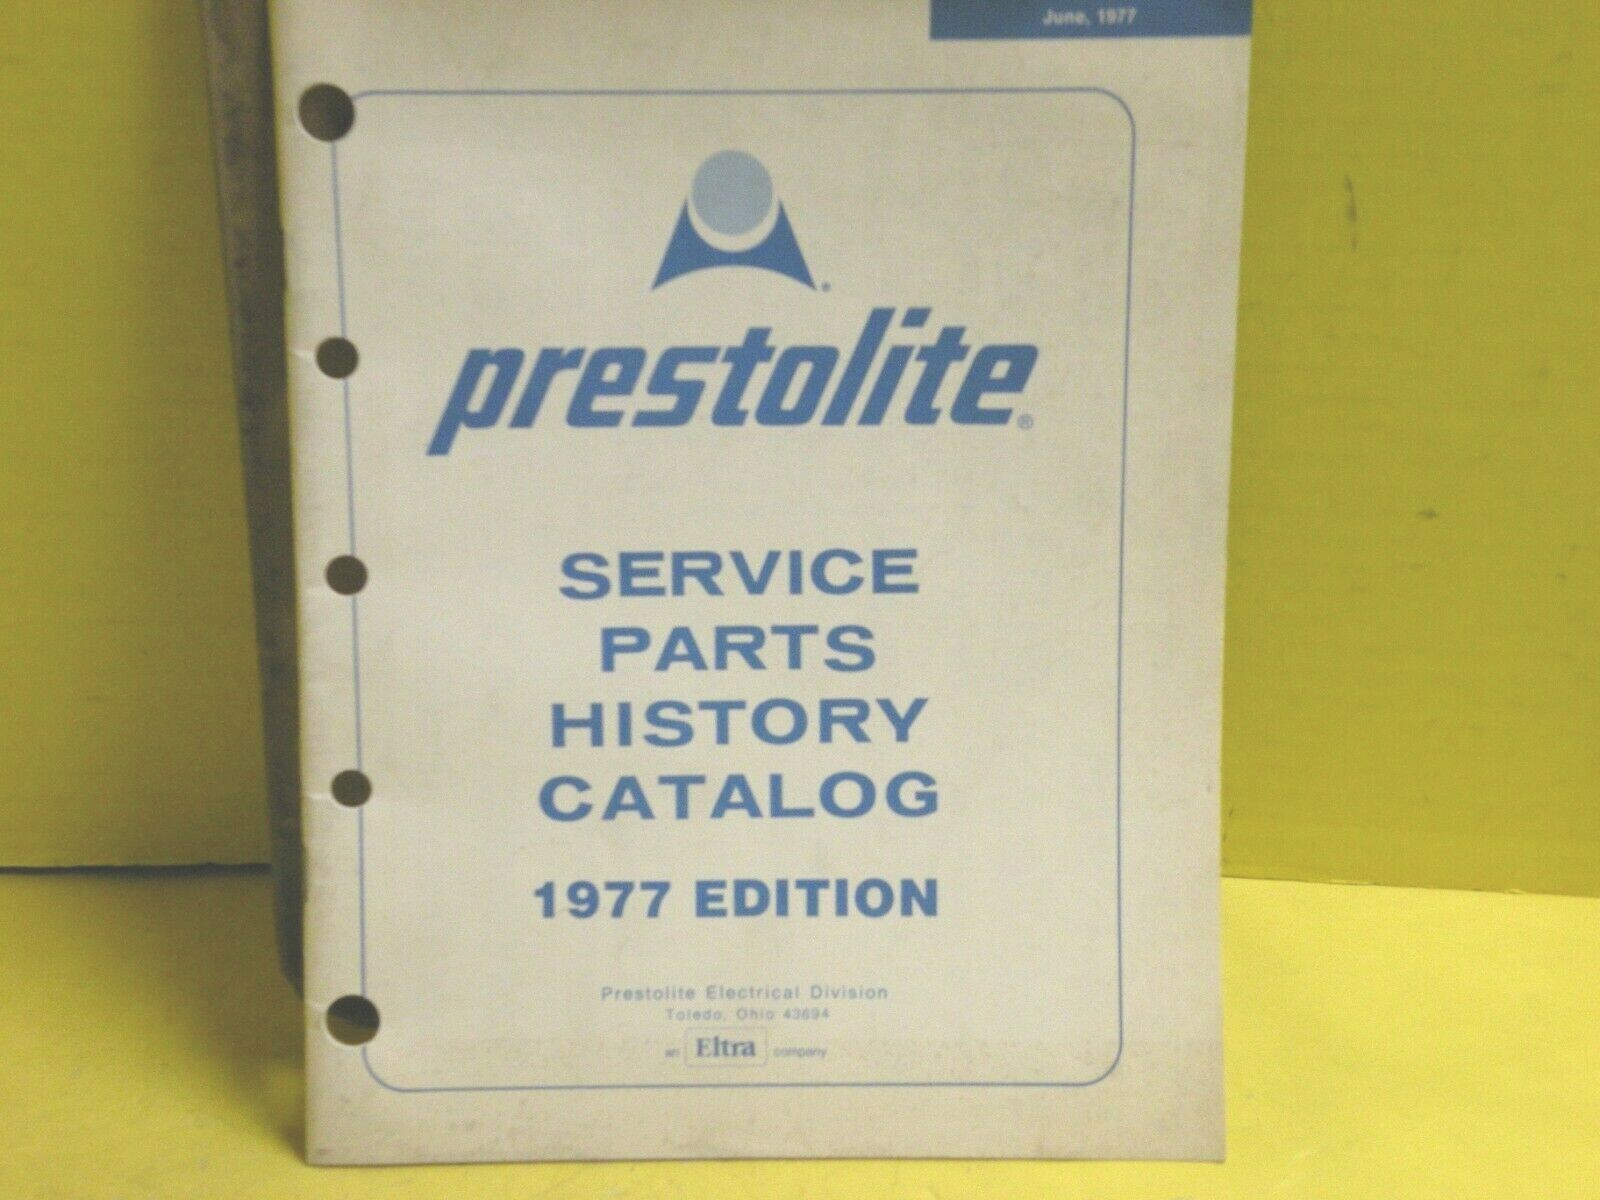 June, 1977
prestolite®
SERVICE
PARTS
HISTORY
CATALOG
1977 EDITION
Prestolite Electrical Division
Toledo, Ohio 43694
an Eltra company